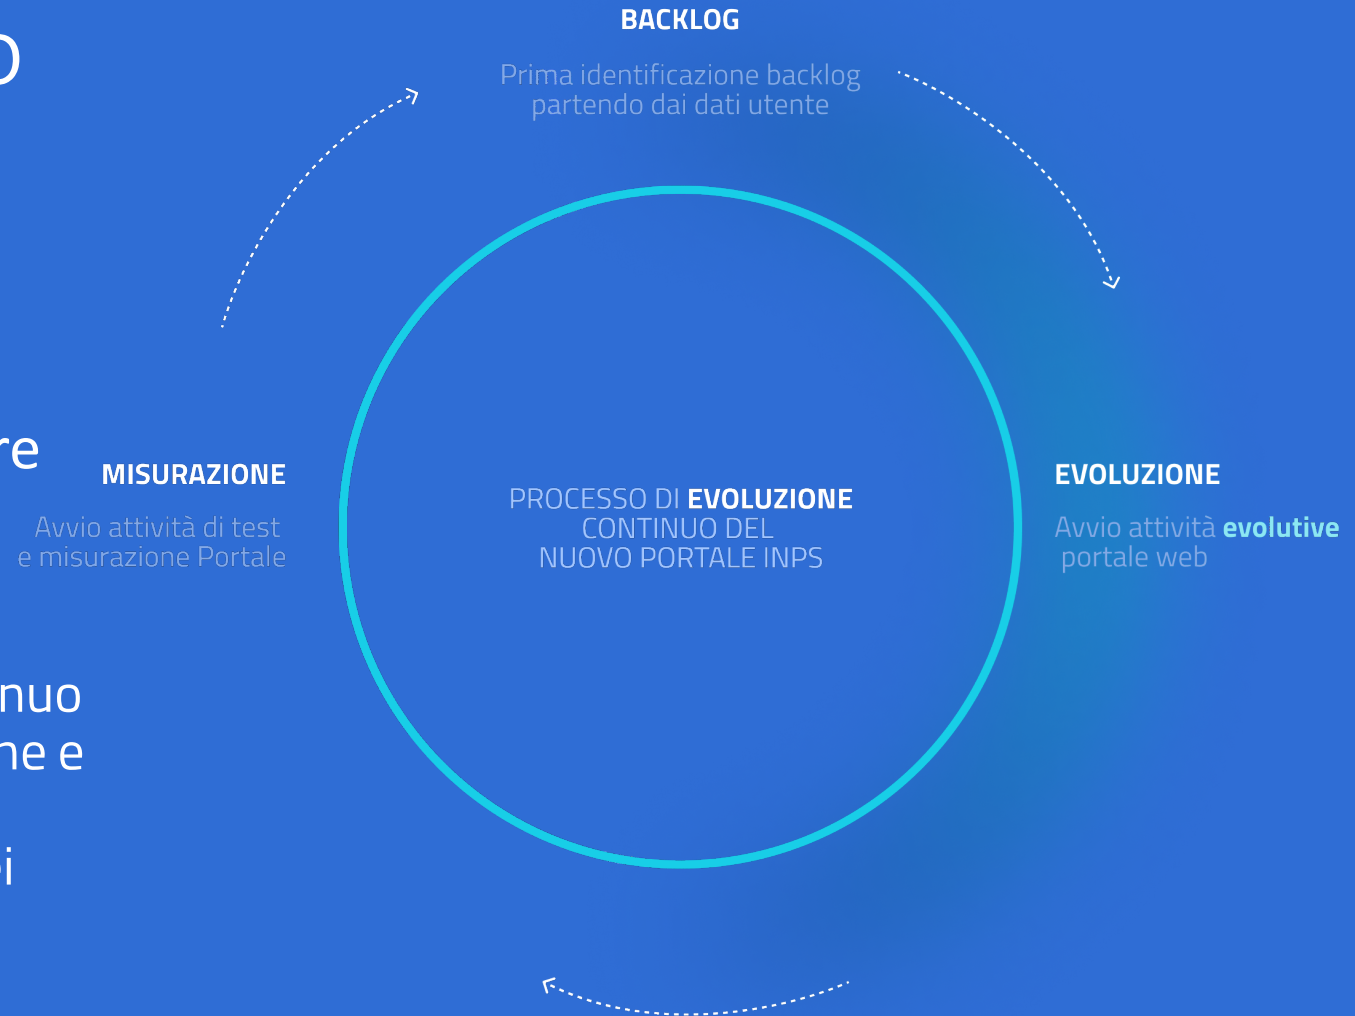 BACKLOG
Prima identificazione backlog
partendo dai dati utente
MISURAZIONE
Avvio attività di test
e misurazione Portale
PROCESSO DI EVOLUZIONE
CONTINUO DEL
NUOVO PORTALE INPS
EVOLUZIONE
Avvio attività evolutive
portale web
re
nuo
ne e